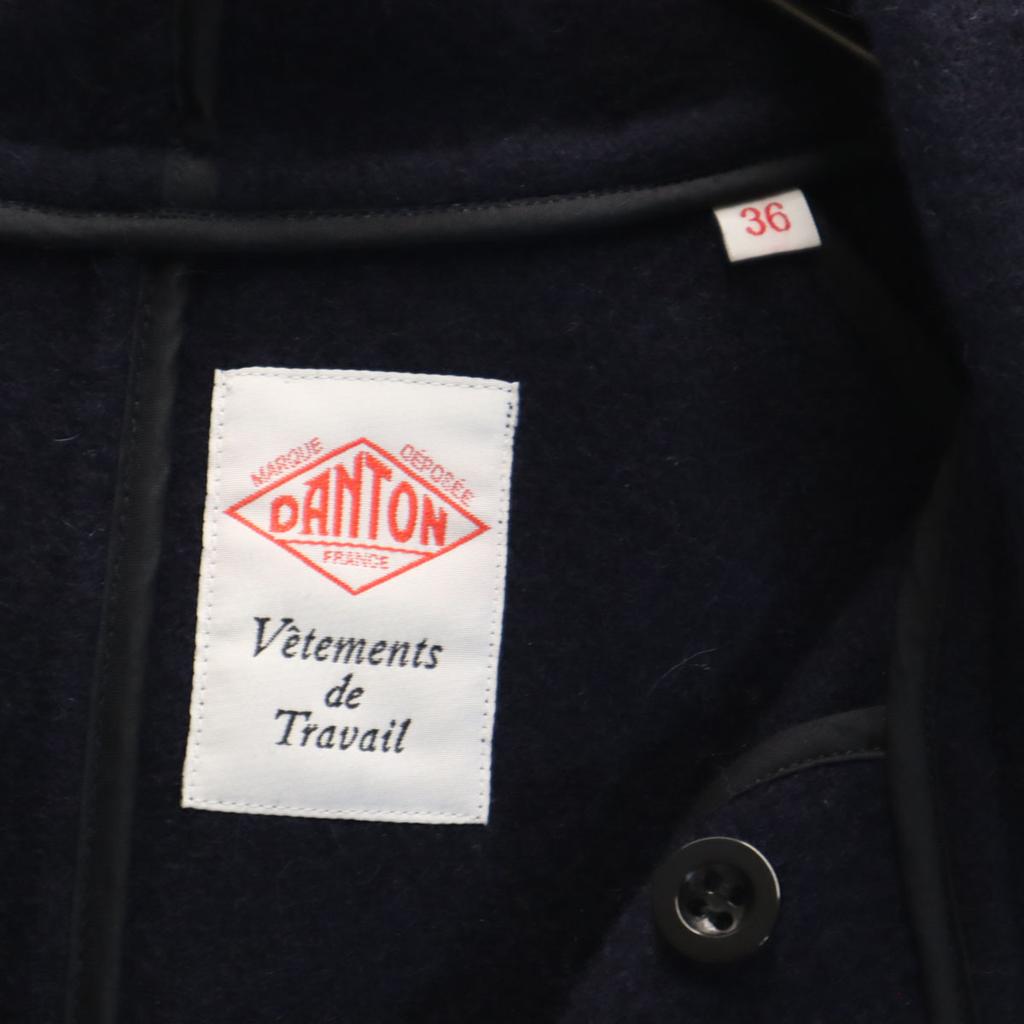 36
MARQUE DÉPOSÉE
DANTON
FRANCE
Vêtements
de
Travail